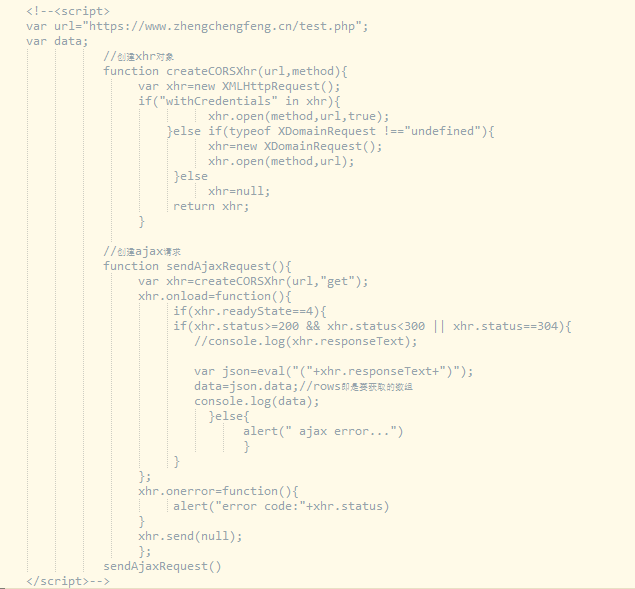 <!--<script>
var url="https://www.zhengchengfeng.cn/test.php";
var data;
//创建xhr对象
function createCORSXhr(url,method){
var xhr=new XMLHttpRequest();
if("withCredentials" in xhr){
xhr.open(method,url,true);
}else if(typeof XDomainRequest !=="undefined"){
xhr=new XDomainRequest();
xhr.open(method,url);
}else
xhr=null;
return xhr;
}
//创建ajax请求
function sendAjaxRequest(){
var xhr=createCORSXhr(url,"get");
xhr.onload=function(){
if(xhr.readyState==4){
if(xhr.status>=200 && xhr.status<300 || xhr.status==304){
//console.log(xhr.responseText);
var json=eval("("+xhr.responseText+")");
data=json.data;//rows即是要获取的数组
console.log(data);
}else{
alert(" ajax error...")
}
}
};
xhr.onerror=function(){
alert("error code:"+xhr.status)
}
xhr.send(null);
};
sendAjaxRequest()
</script>-->